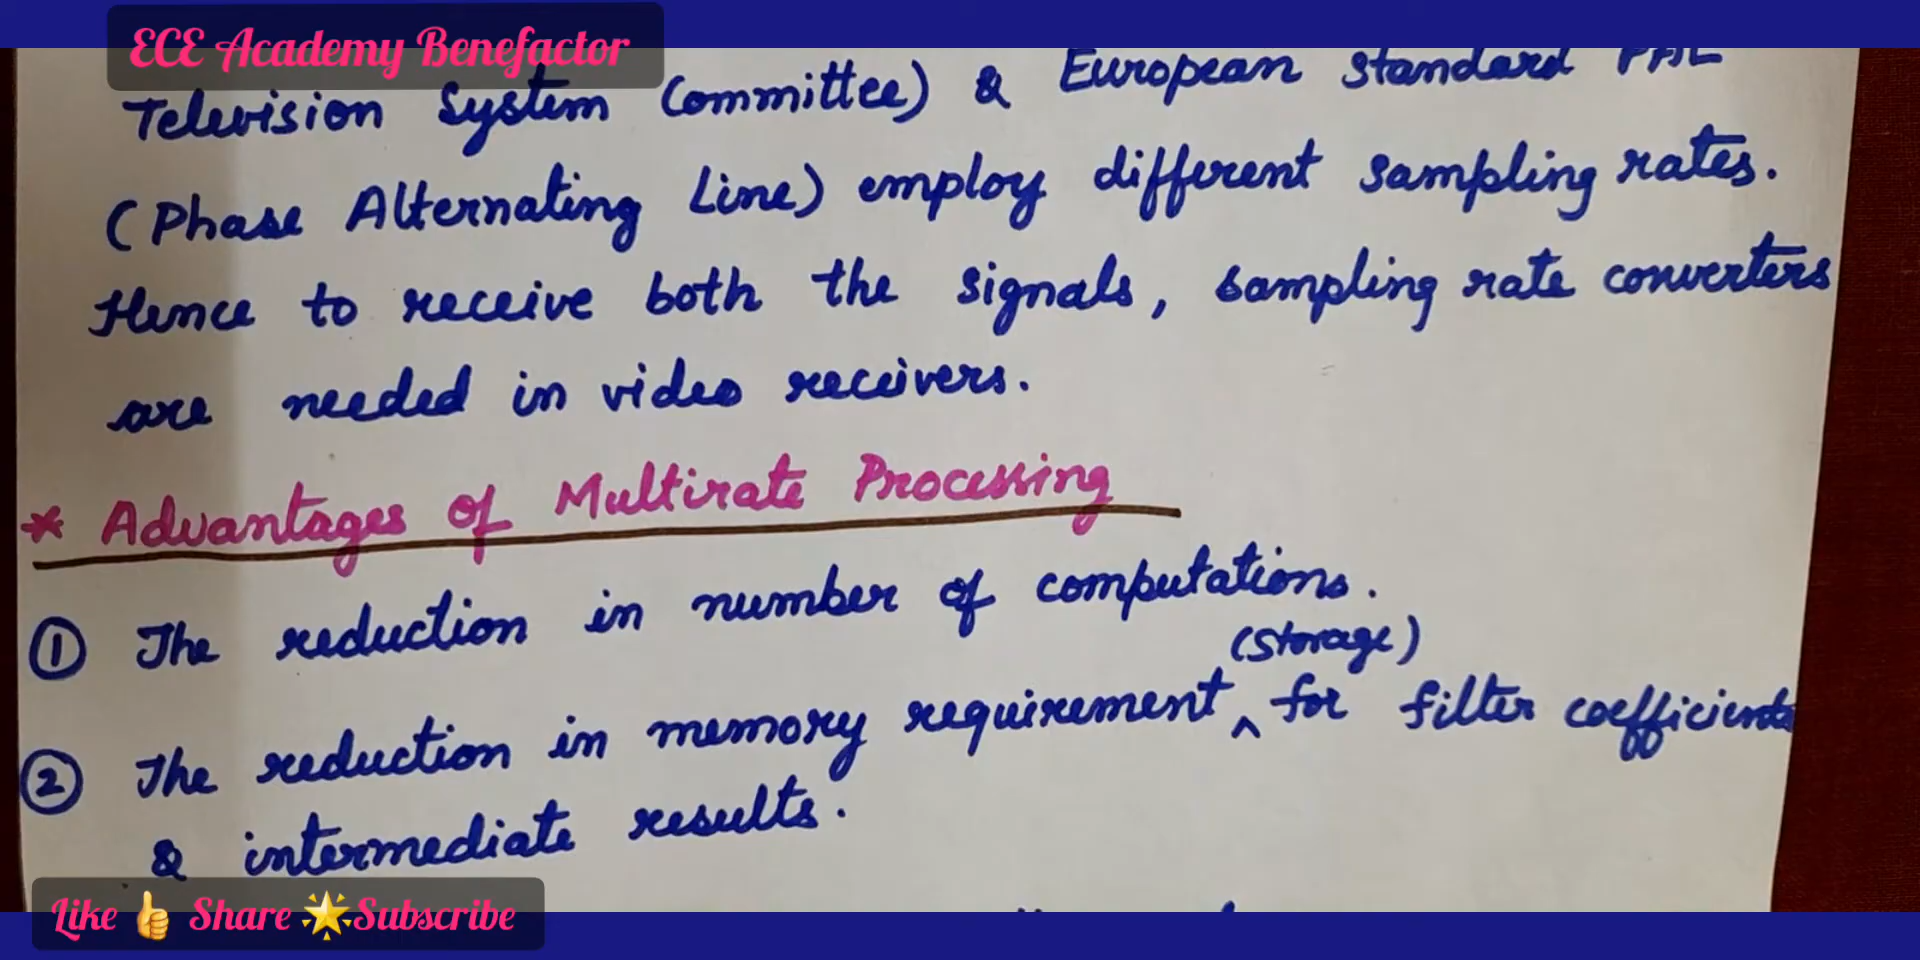 ECE Academy Benefactor
Television System Committee) & European standard PAL
(Phase Alternating Line) employ different sampling rates.
Hence to receive both the signals, sampling rate converters
are needed in video receivers.
* Advantages of Multirate Processing
① The reduction in number of computations.
(Storage)
② The reduction in memory requirement ^ for filter coefficients
& intermediate results.
Like 👍 Share 🌟Subscribe